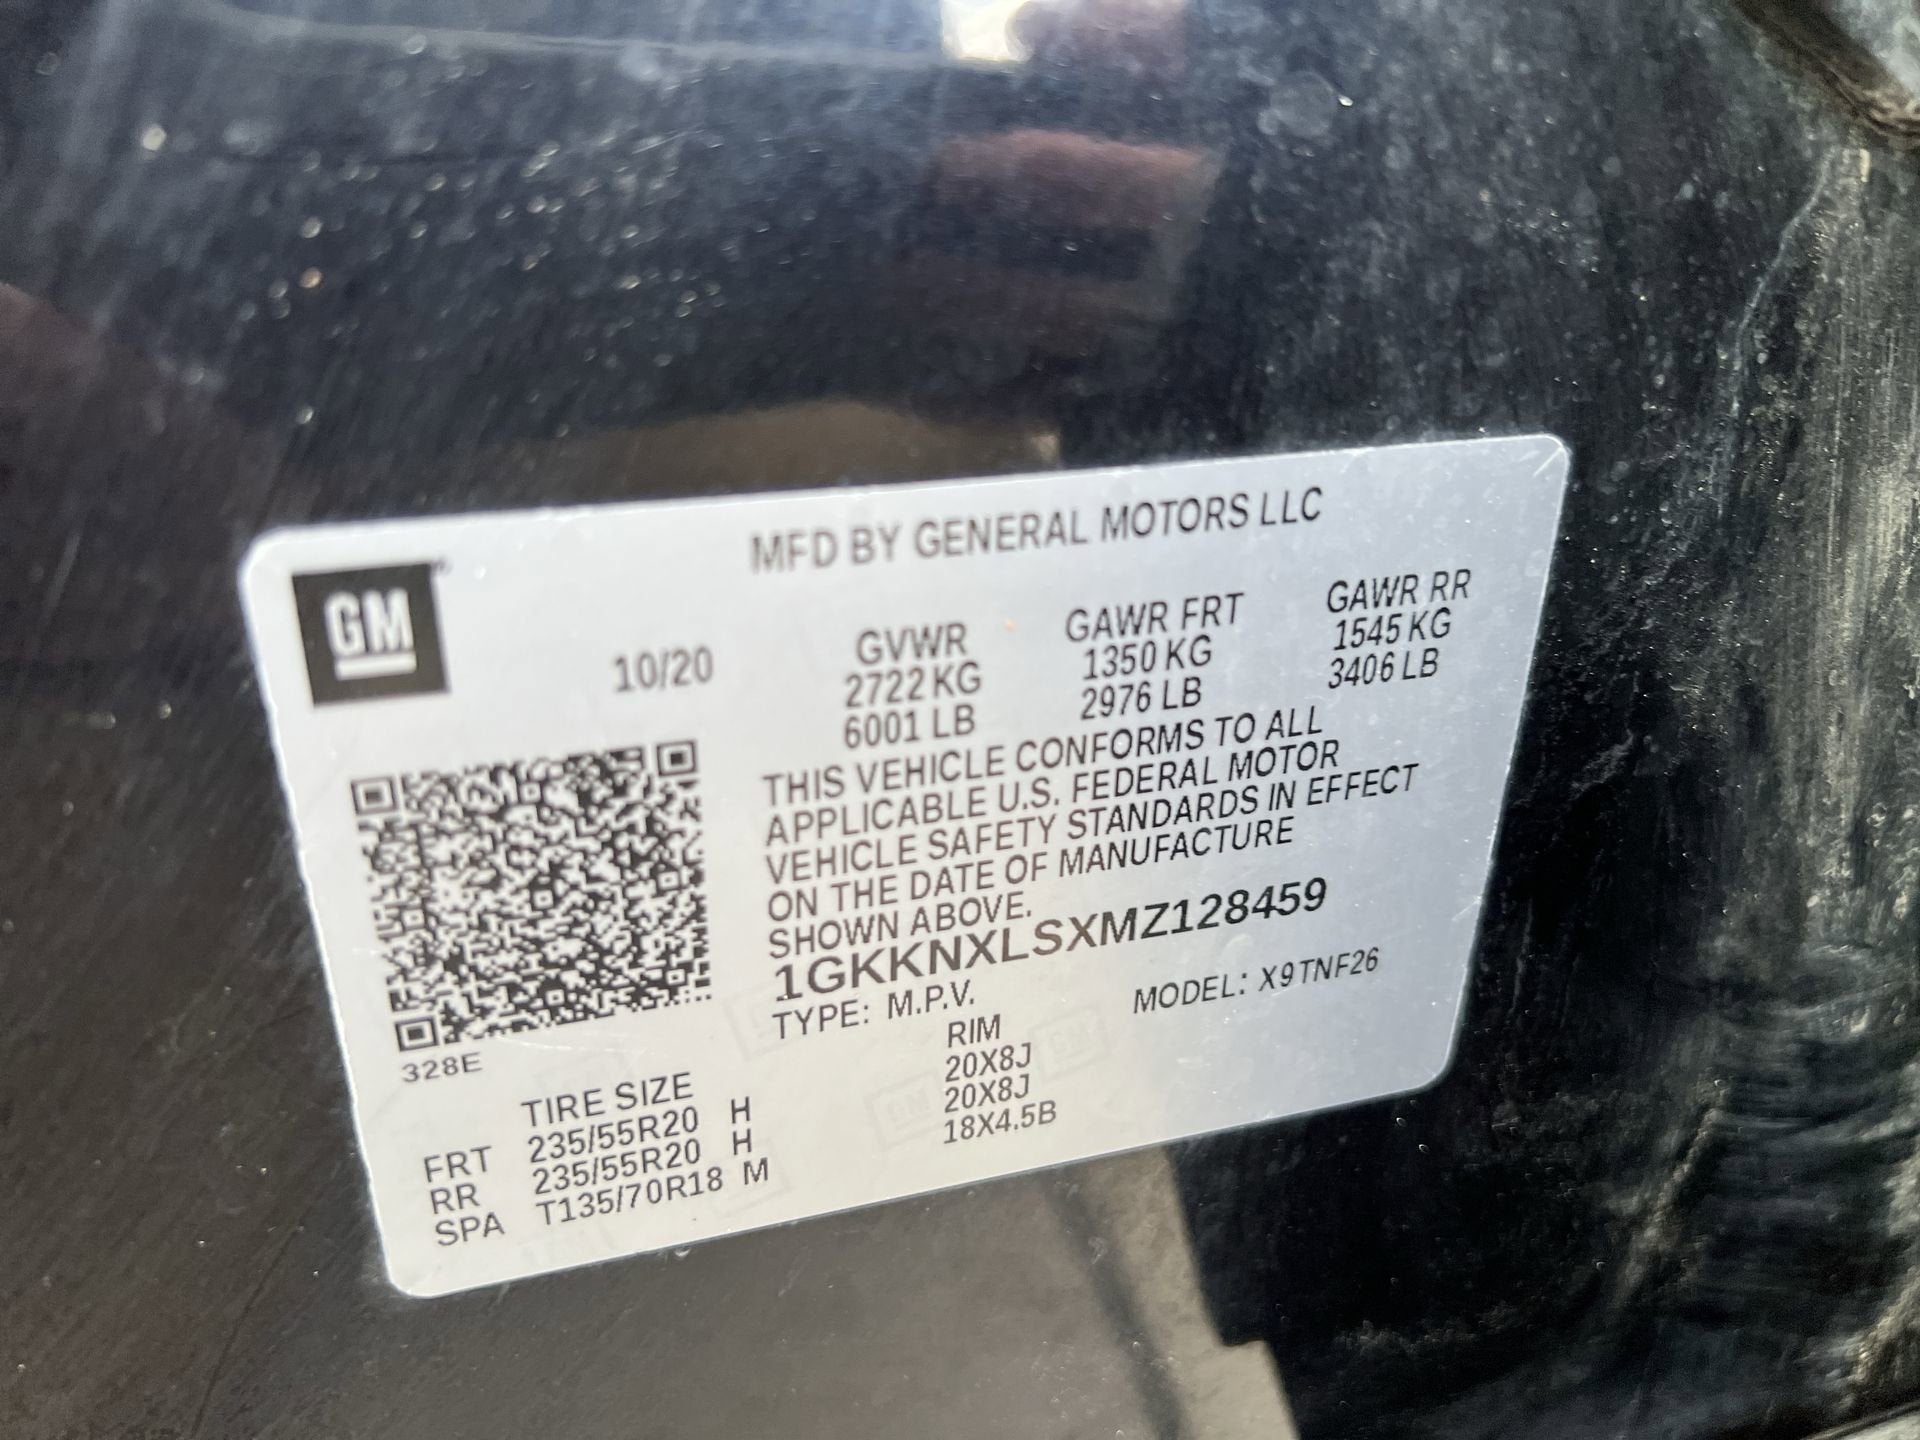 MFD BY GENERAL MOTORS LLC
GM
10/20
GVWR GAWR FRT GAWR RR
2722 KG 1350 KG 1545 KG
6001 LB 2976 LB 3406 LB
THIS VEHICLE CONFORMS TO ALL
APPLICABLE U.S. FEDERAL MOTOR
VEHICLE SAFETY STANDARDS IN EFFECT
ON THE DATE OF MANUFACTURE
SHOWN ABOVE.
1GKKNXLSXMZ128459
TYPE: M.P.V. MODEL: X9TNF26
328E
TIRE SIZE RIM
FRT 235/55R20 H 20X8J
RR 235/55R20 H 20X8J
SPA T135/70R18 M 18X4.5B